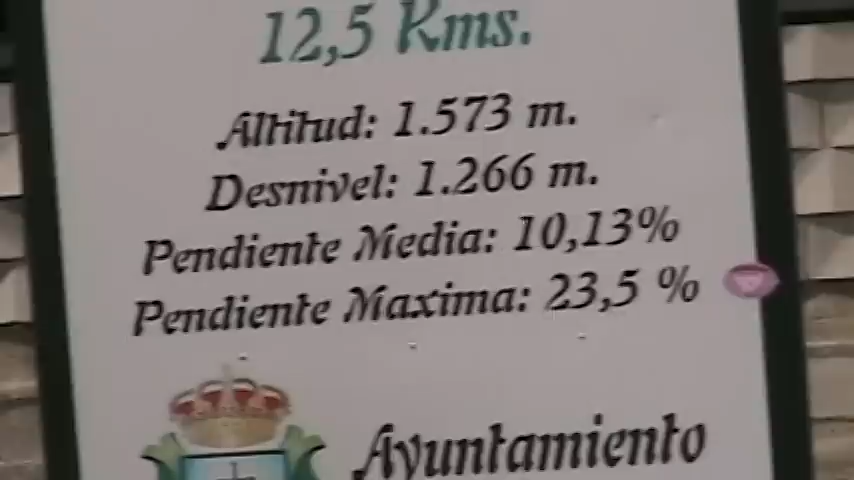 12,5 Kms.
Altitud: 1.573 m.
Desnivel: 1.266 m.
Pendiente Media: 10,13%
Pendiente Maxima: 23,5 %
Ayuntamiento